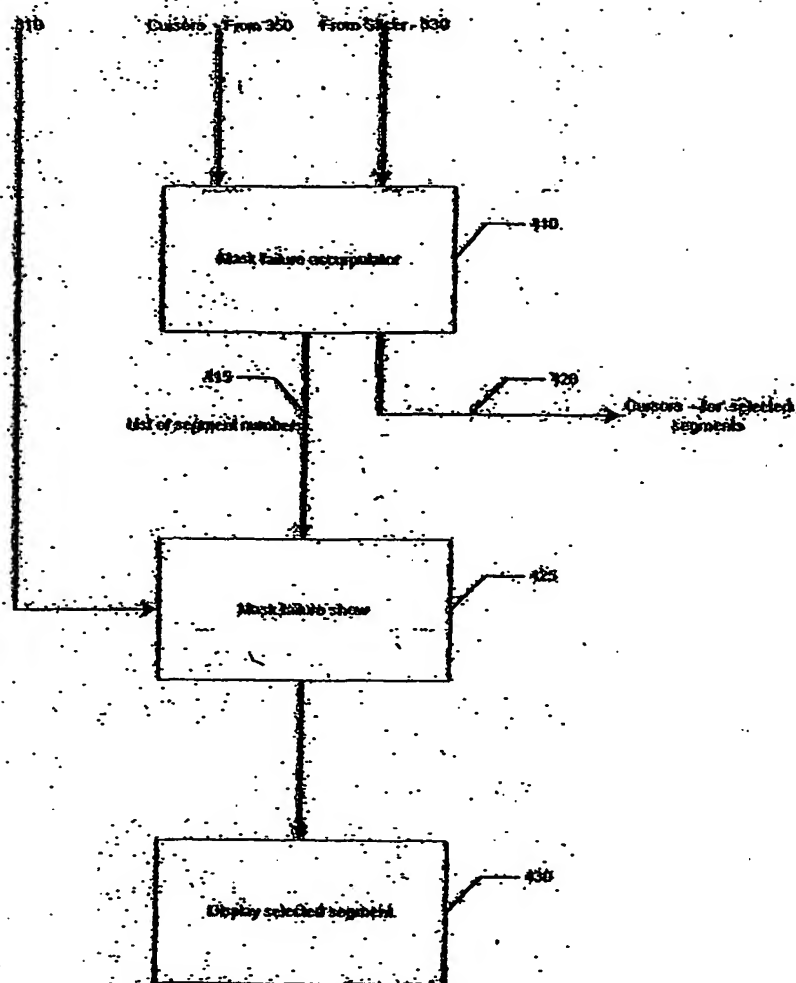 310
Cursors - From 350
From Slicer - 330
410
Mask failure accumulator
415
420
List of segment numbers
Cursors - for selected
segments
425
Mask failure show
430
Display selected segment